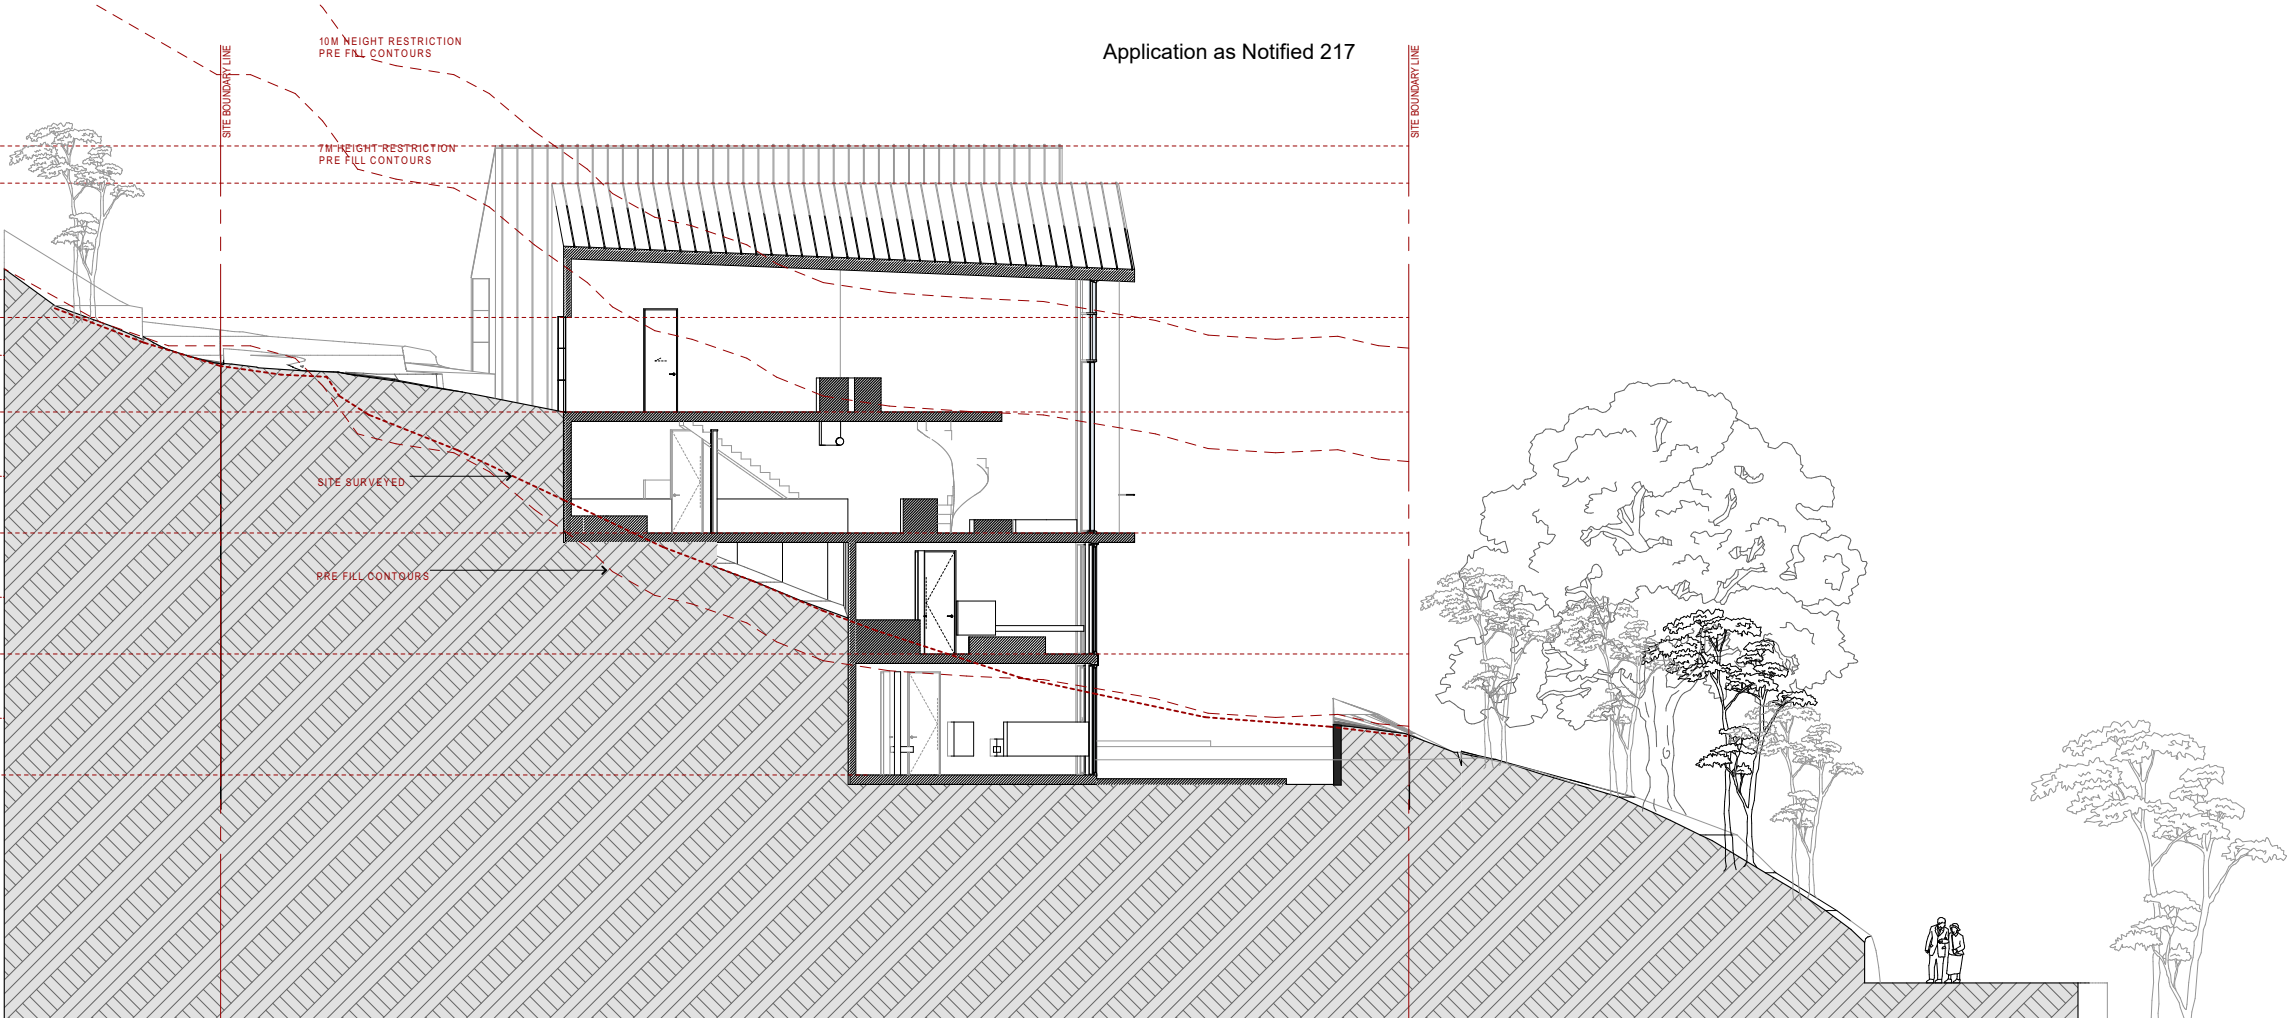 10M HEIGHT RESTRICTION
PRE FILL CONTOURS
Application as Notified 217
SITE BOUNDARY LINE
SITE BOUNDARY LINE
7M HEIGHT RESTRICTION
PRE FILL CONTOURS
SITE SURVEYED
PRE FILL CONTOURS